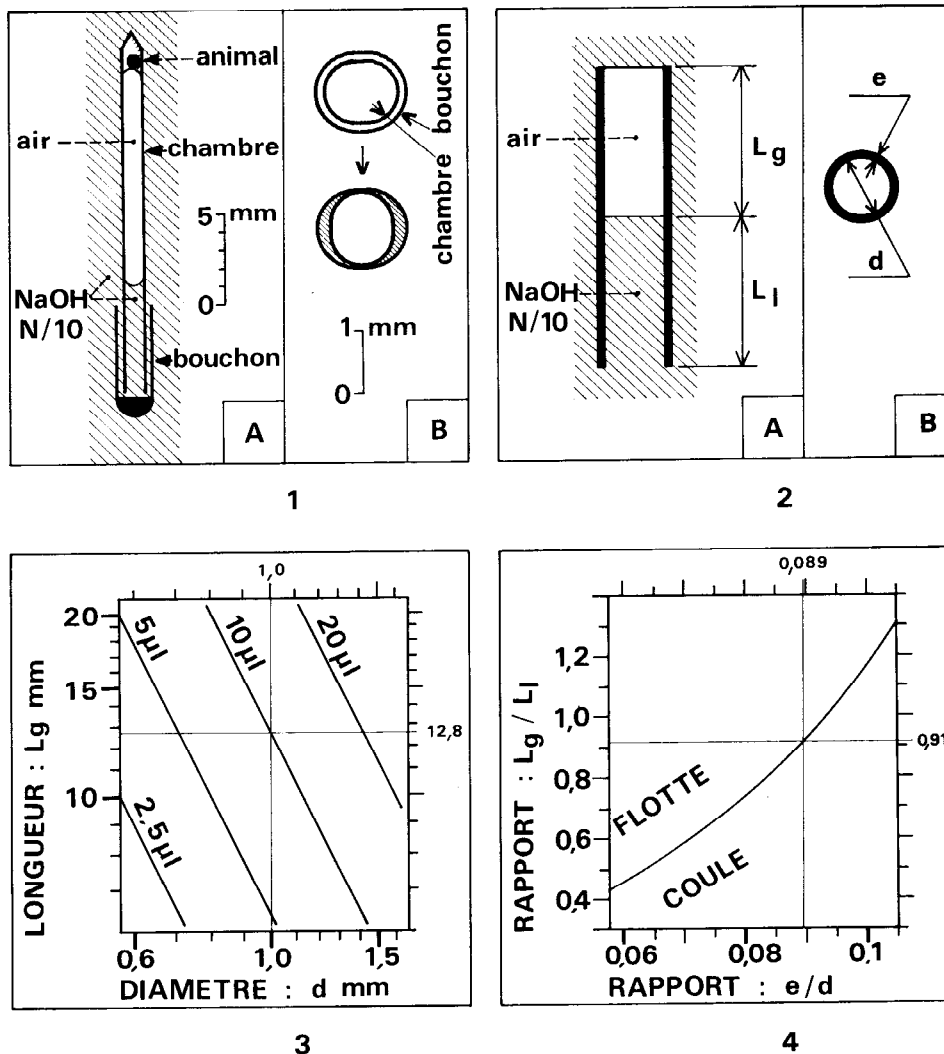 animal
air
chambre
5 mm
0
NaOH
N/10
bouchon
A
bouchon
chambre
1 mm
0
B
1
air
Lg
NaOH
N/10
Ll
A
e
d
B
2
1,0
20
15
10
LONGUEUR : Lg mm
5µl
10µl
20µl
2,5µl
12,8
0,6
1,0
1,5
DIAMETRE : d mm
3
0,089
1,2
1,0
0,8
0,6
0,4
RAPPORT : Lg / Ll
FLOTTE
COULE
0,91
0,06
0,08
0,1
RAPPORT : e/d
4